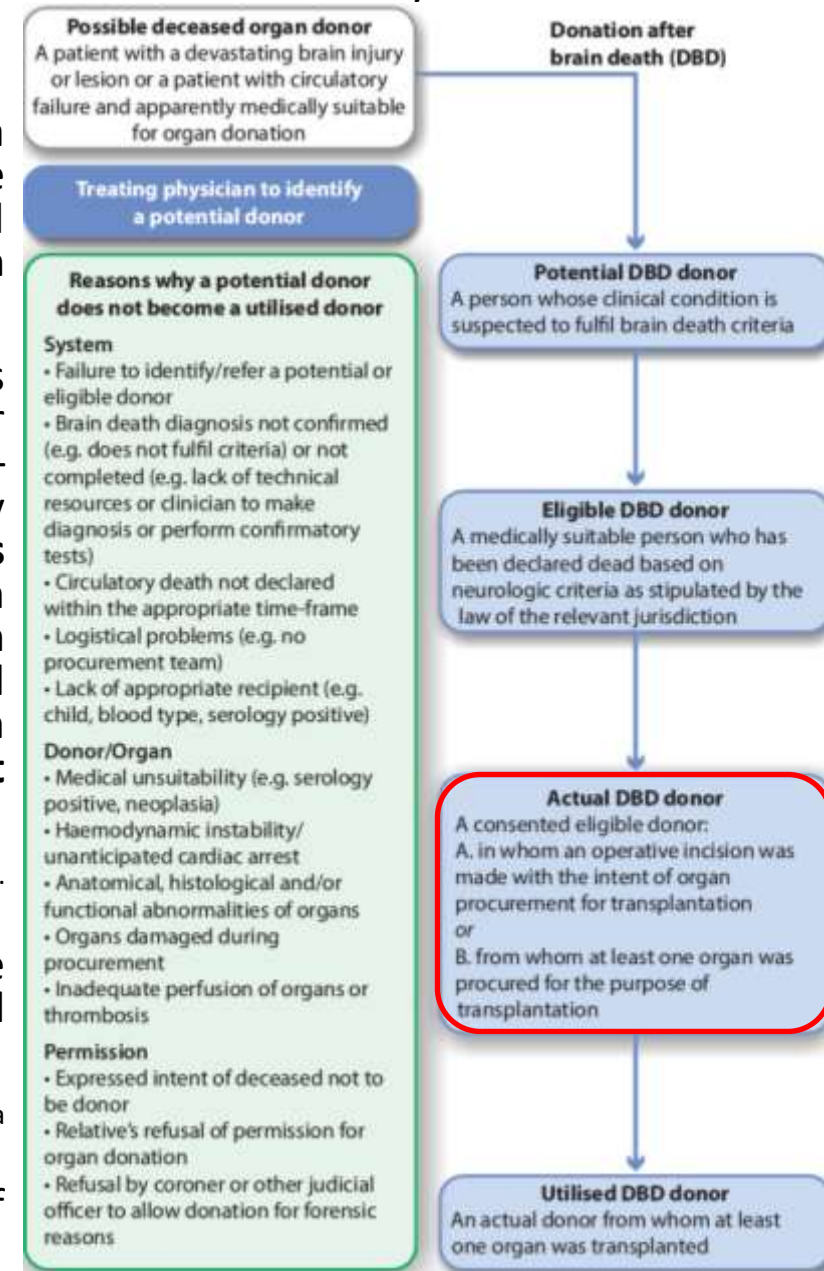 Possible deceased organ donor
A patient with a devastating brain injury
or lesion or a patient with circulatory
failure and apparently medically suitable
for organ donation
Donation after
brain death (DBD)
Treating physician to identify
a potential donor
Reasons why a potential donor
does not become a utilised donor
System
• Failure to identify/refer a potential or
eligible donor
• Brain death diagnosis not confirmed
(e.g. does not fulfil criteria) or not
completed (e.g. lack of technical
resources or clinician to make
diagnosis or perform confirmatory
tests)
• Circulatory death not declared
within the appropriate time-frame
• Logistical problems (e.g. no
procurement team)
• Lack of appropriate recipient (e.g.
child, blood type, serology positive)
Donor/Organ
• Medical unsuitability (e.g. serology
positive, neoplasia)
• Haemodynamic instability/
unanticipated cardiac arrest
• Anatomical, histological and/or
functional abnormalities of organs
• Organs damaged during
procurement
• Inadequate perfusion of organs or
thrombosis
Permission
• Expressed intent of deceased not to
be donor
• Relative's refusal of permission for
organ donation
• Refusal by coroner or other judicial
officer to allow donation for forensic
reasons
Potential DBD donor
A person whose clinical condition is
suspected to fulfil brain death criteria
Eligible DBD donor
A medically suitable person who has
been declared dead based on
neurologic criteria as stipulated by the
law of the relevant jurisdiction
Actual DBD donor
A consented eligible donor:
A. in whom an operative incision was
made with the intent of organ
procurement for transplantation
or
B. from whom at least one organ was
procured for the purpose of
transplantation
Utilised DBD donor
An actual donor from whom at least
one organ was transplanted